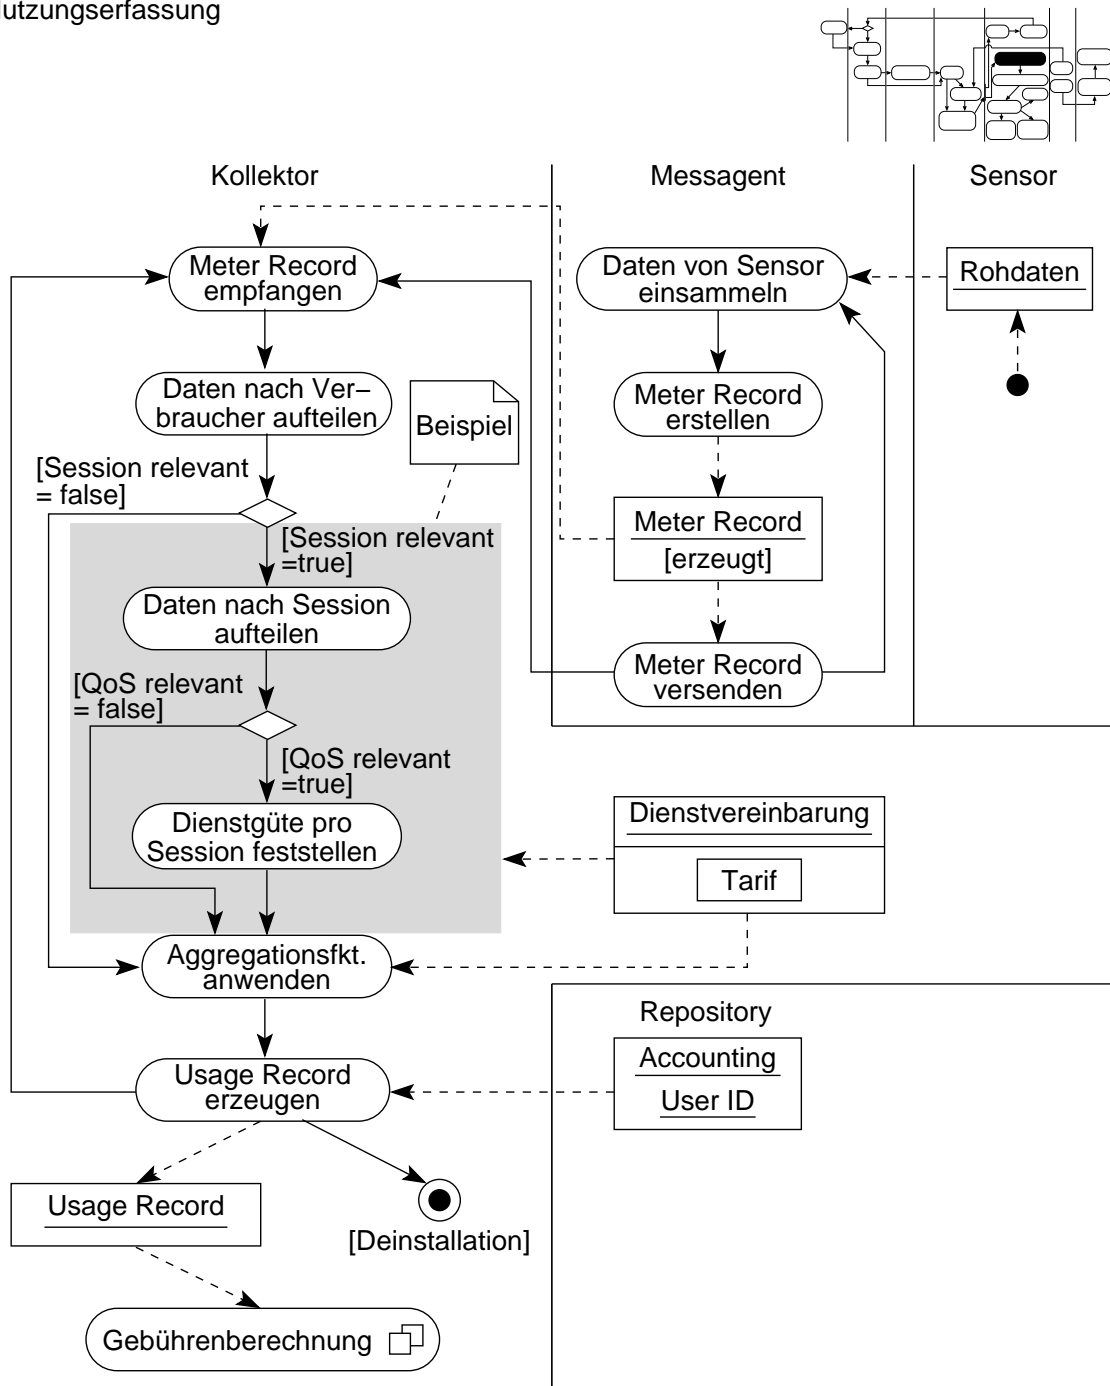 utzungserfassung
Kollektor
Messagent
Sensor
Meter Record
empfangen
Daten von Sensor
einsammeln
Rohdaten
Daten nach Ver–
braucher aufteilen
Beispiel
Meter Record
erstellen
[Session relevant
= false]
Meter Record
[erzeugt]
[Session relevant
=true]
Daten nach Session
aufteilen
Meter Record
versenden
[QoS relevant
= false]
[QoS relevant
=true]
Dienstgüte pro
Session feststellen
Dienstvereinbarung
Tarif
Aggregationsfkt.
anwenden
Repository
Usage Record
erzeugen
Accounting
User ID
Usage Record
[Deinstallation]
Gebührenberechnung